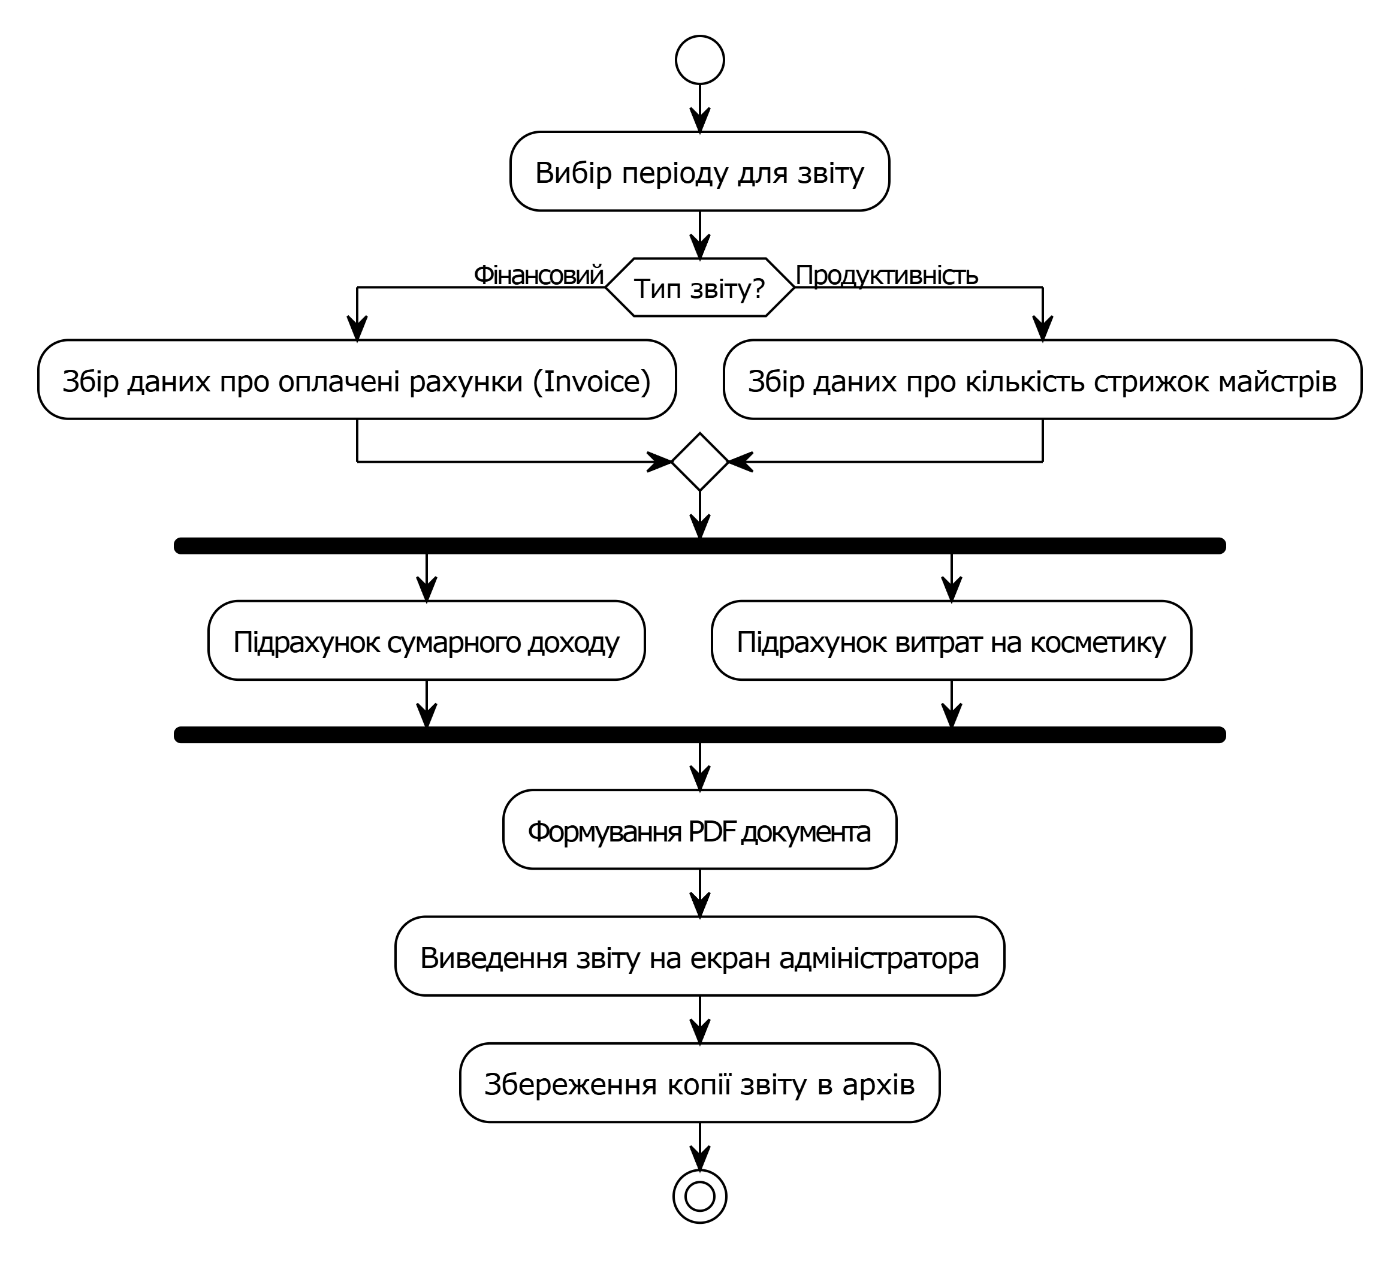 Вибір періоду для звіту
Фінансовий
Тип звіту?
Продуктивність
Збір даних про оплачені рахунки (Invoice)
Збір даних про кількість стрижок майстрів
Підрахунок сумарного доходу
Підрахунок витрат на косметику
Формування PDF документа
Виведення звіту на екран адміністратора
Збереження копії звіту в архів